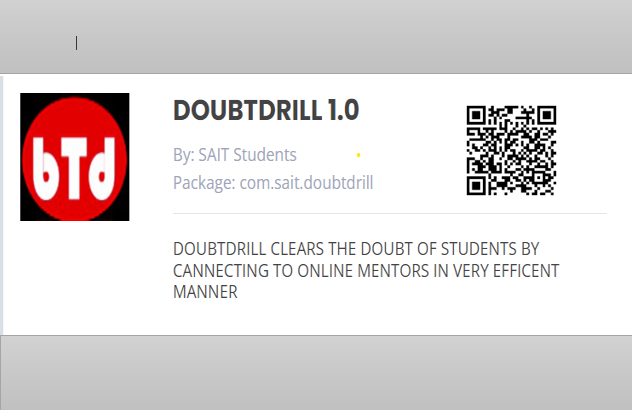 bTd
DOUBTDRILL 1.0
By: SAIT Students
Package: com.sait.doubtdrill
DOUBTDRILL CLEARS THE DOUBT OF STUDENTS BY
CANNECTING TO ONLINE MENTORS IN VERY EFFICENT
MANNER